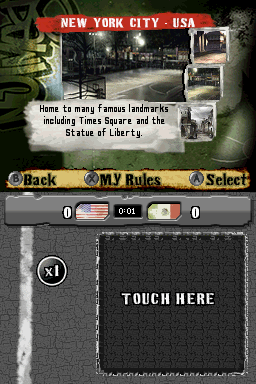 NEW YORK CITY - USA
Home to many famous landmarks
including Times Square and the
Statue of Liberty.
B Back X MY Rules A Select
0 0:01 0
x1
TOUCH HERE